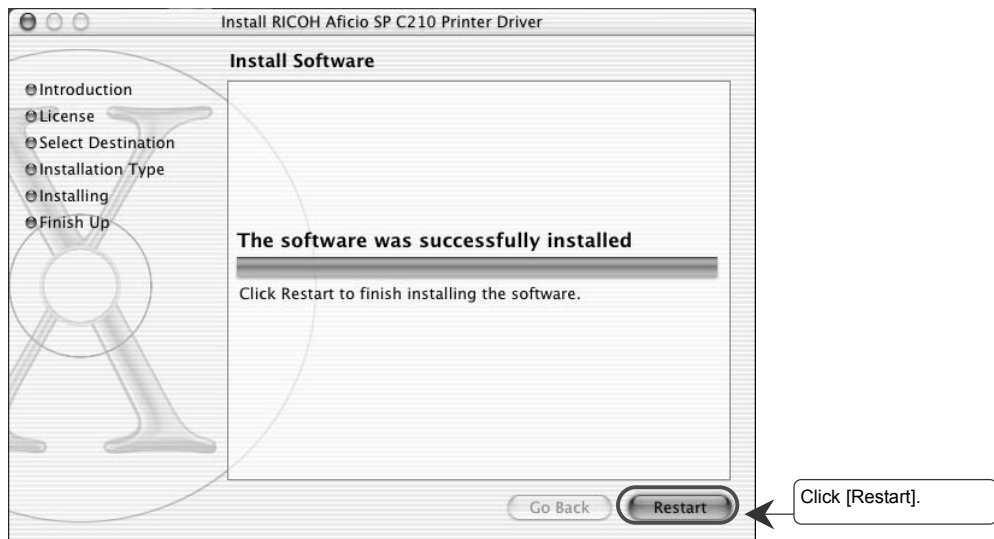 Install RICOH Aficio SP C210 Printer Driver
Install Software
Introduction
License
Select Destination
Installation Type
Installing
Finish Up
The software was successfully installed
Click Restart to finish installing the software.
Go Back
Restart
Click [Restart].